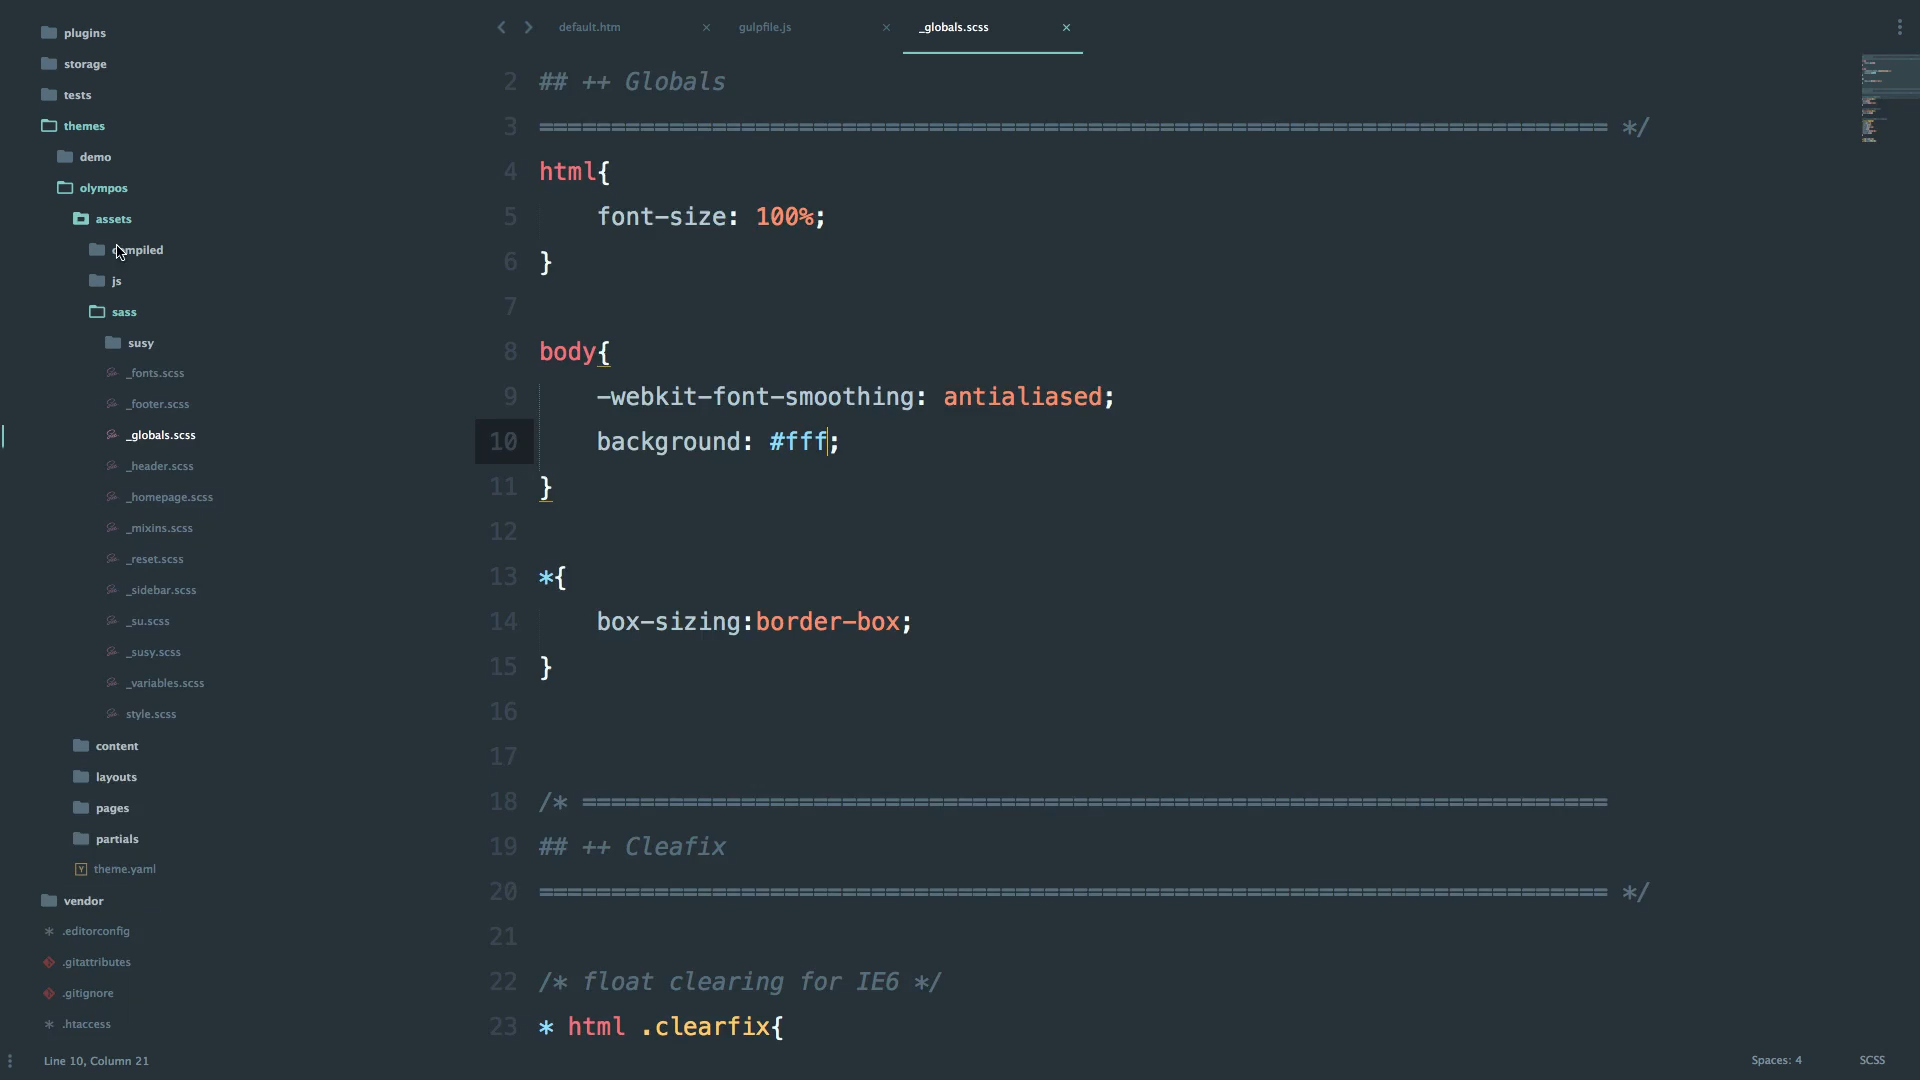 plugins
storage
tests
themes
demo
olympos
assets
compiled
js
sass
susy
_fonts.scss
_footer.scss
_globals.scss
_header.scss
_homepage.scss
_mixins.scss
_reset.scss
_sidebar.scss
_su.scss
_susy.scss
_variables.scss
style.scss
content
layouts
pages
partials
theme.yaml
vendor
.editorconfig
.gitattributes
.gitignore
.htaccess
default.htm × gulpfile.js × _globals.scss ×
2 ## ++ Globals
3 ========================================================================== */
4 html{
5 font-size: 100%;
6 }
7
8 body{
9 -webkit-font-smoothing: antialiased;
10 background: #fff;
11 }
12
13 *{
14 box-sizing:border-box;
15 }
16
17
18 /* =======================================================================
19 ## ++ Cleafix
20 ========================================================================== */
21
22 /* float clearing for IE6 */
23 * html .clearfix{
Line 10, Column 21
Spaces: 4
SCSS